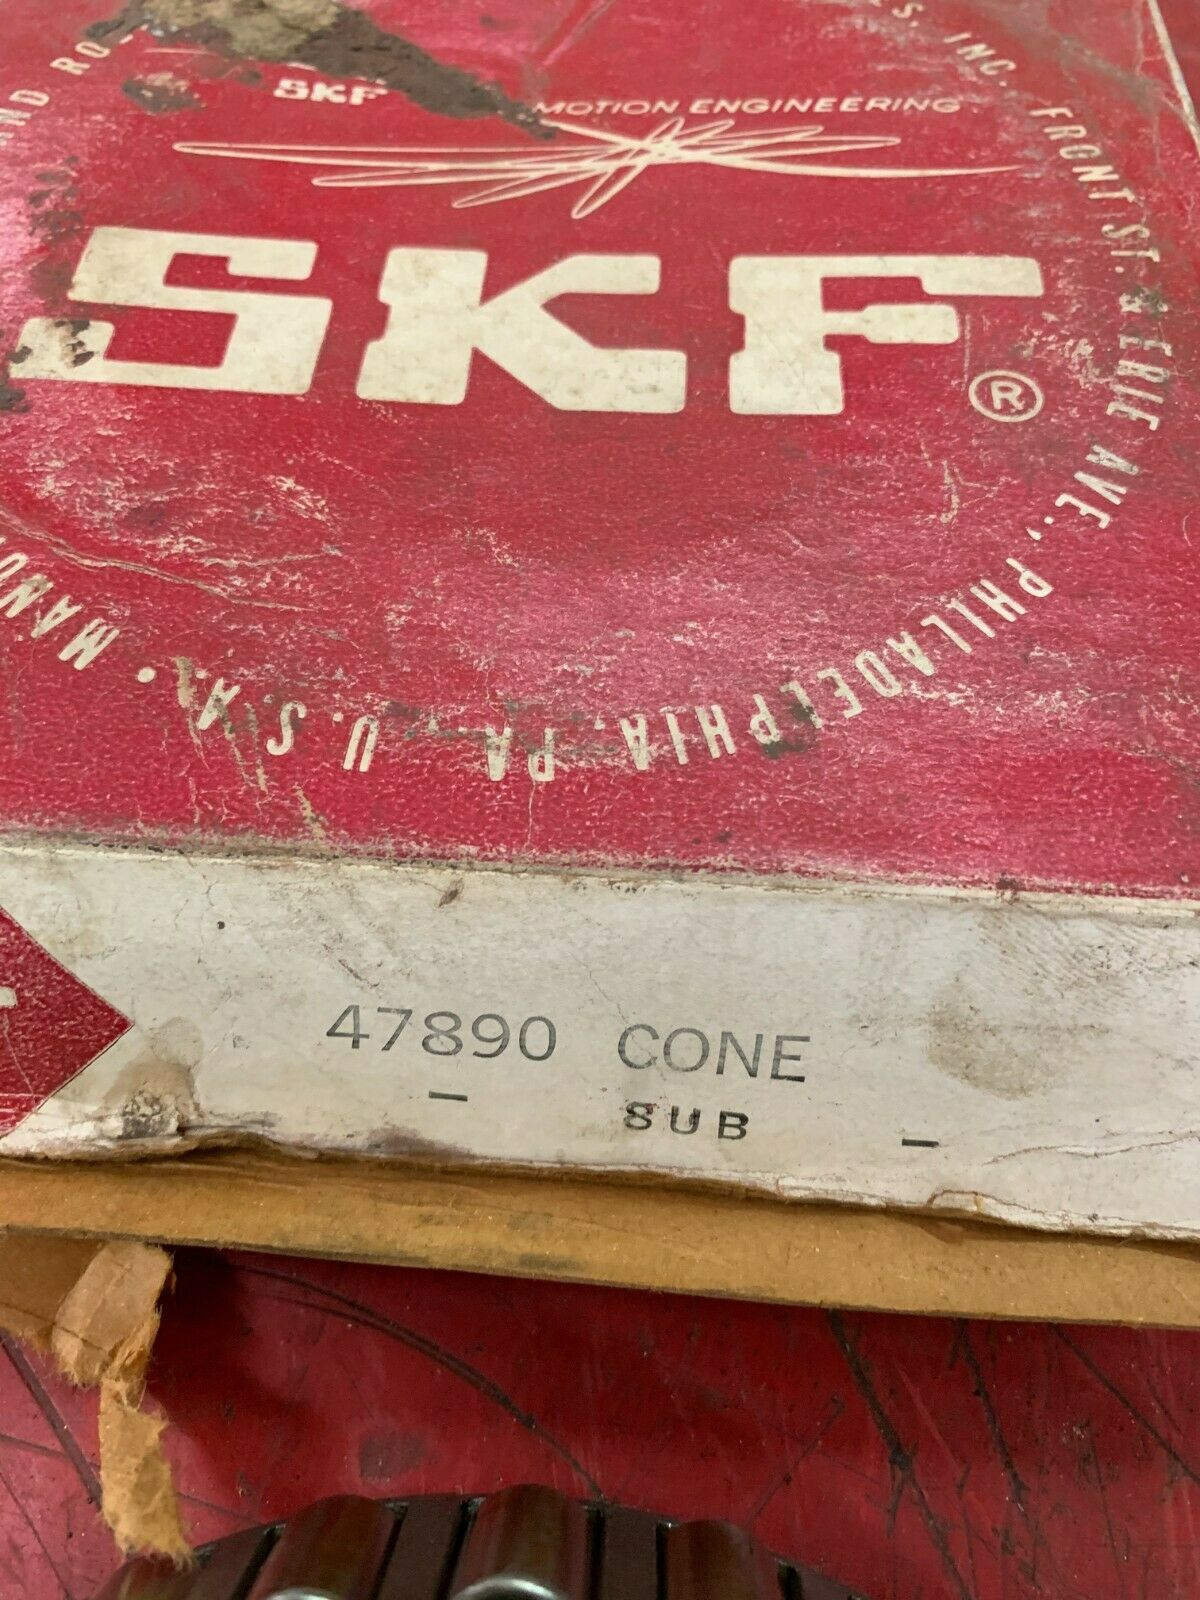 SKF
MOTION ENGINEERING
SKF®
INC. FRONT ST. & ERIE AVE., PHILADELPHIA, PA. U.S.A. •
47890 CONE
- SUB -